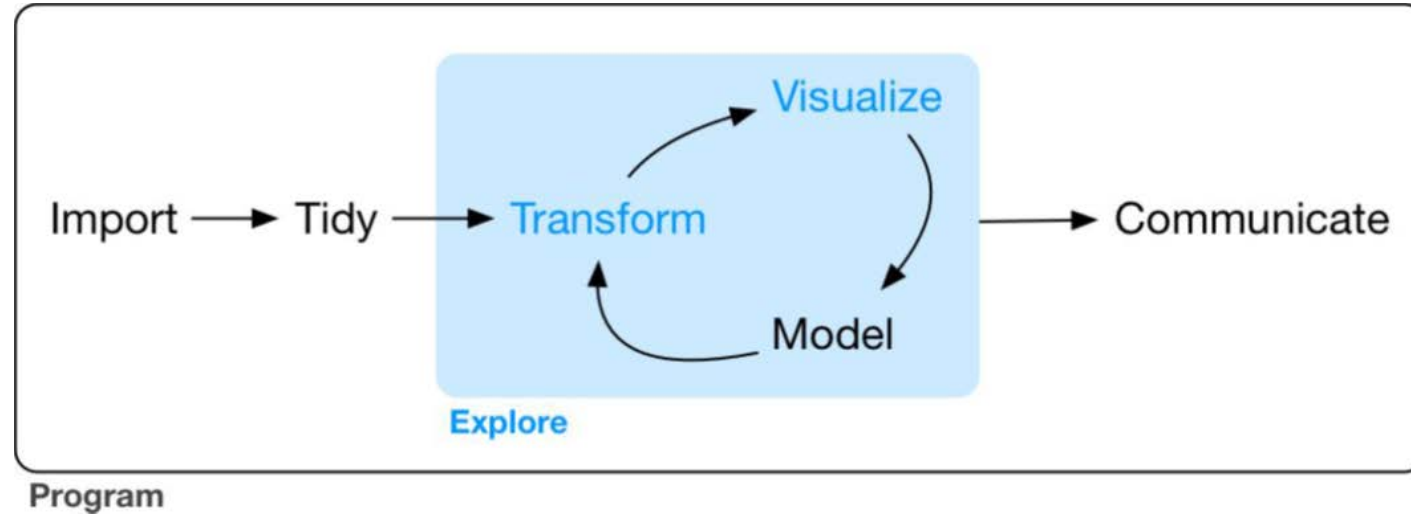 Visualize
Import Tidy Transform Communicate
Model
Explore
Program